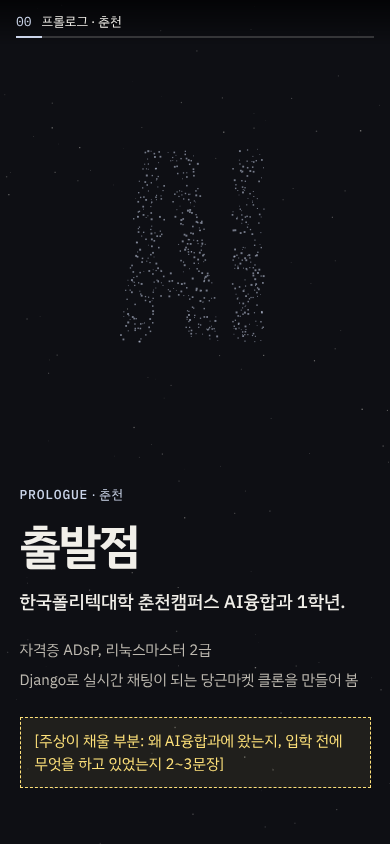 00 프롤로그 · 춘천
AI
PROLOGUE · 춘천
출발점
한국폴리텍대학 춘천캠퍼스 AI융합과 1학년.
자격증 ADsP, 리눅스마스터 2급
Django로 실시간 채팅이 되는 당근마켓 클론을 만들어 봄
[주상이 채울 부분: 왜 AI융합과에 왔는지, 입학 전에
무엇을 하고 있었는지 2~3문장]